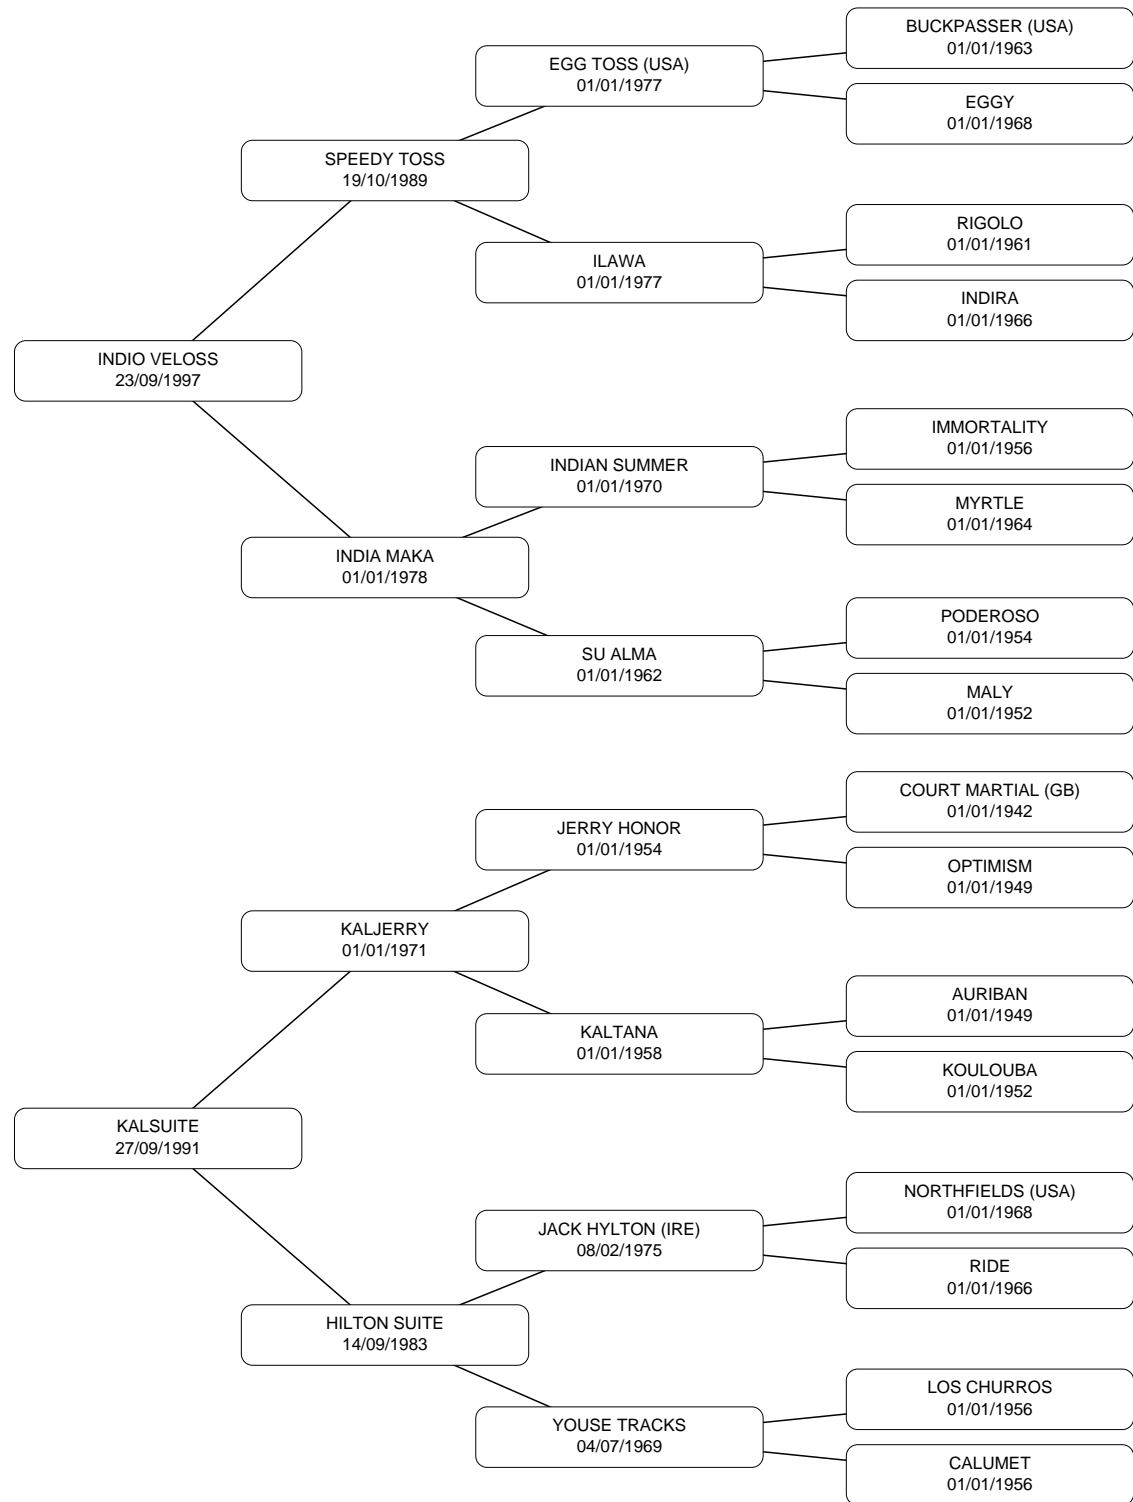 BUCKPASSER (USA)
01/01/1963
EGG TOSS (USA)
01/01/1977
EGGY
01/01/1968
SPEEDY TOSS
19/10/1989
RIGOLO
01/01/1961
ILAWA
01/01/1977
INDIRA
01/01/1966
INDIO VELOSS
23/09/1997
IMMORTALITY
01/01/1956
INDIAN SUMMER
01/01/1970
MYRTLE
01/01/1964
INDIA MAKA
01/01/1978
PODEROSO
01/01/1954
SU ALMA
01/01/1962
MALY
01/01/1952
COURT MARTIAL (GB)
01/01/1942
JERRY HONOR
01/01/1954
OPTIMISM
01/01/1949
KALJERRY
01/01/1971
AURIBAN
01/01/1949
KALTANA
01/01/1958
KOULOUBA
01/01/1952
KALSUITE
27/09/1991
NORTHFIELDS (USA)
01/01/1968
JACK HYLTON (IRE)
08/02/1975
RIDE
01/01/1966
HILTON SUITE
14/09/1983
LOS CHURROS
01/01/1956
YOUSE TRACKS
04/07/1969
CALUMET
01/01/1956